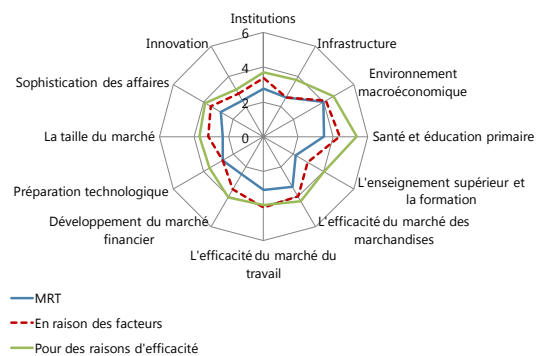 Institutions
6
Innovation
Infrastructure
4
Sophistication des affaires
Environnement
macroéconomique
2
La taille du marché
0
Santé et éducation primaire
Préparation technologique
L'enseignement supérieur et
la formation
Développement du marché
financier
L'efficacité du marché des
marchandises
L'efficacité du marché du
travail
MRT
En raison des facteurs
Pour des raisons d'efficacité